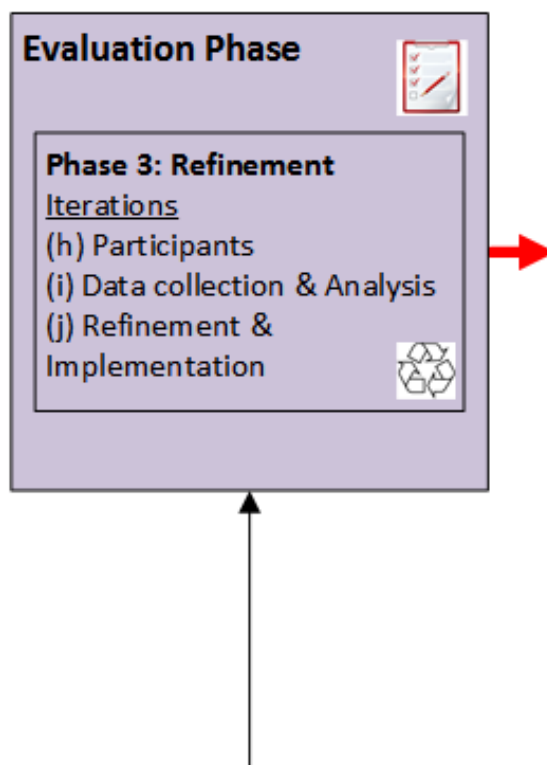 Evaluation Phase
Phase 3: Refinement
Iterations
(h) Participants
(i) Data collection & Analysis
(j) Refinement &
Implementation